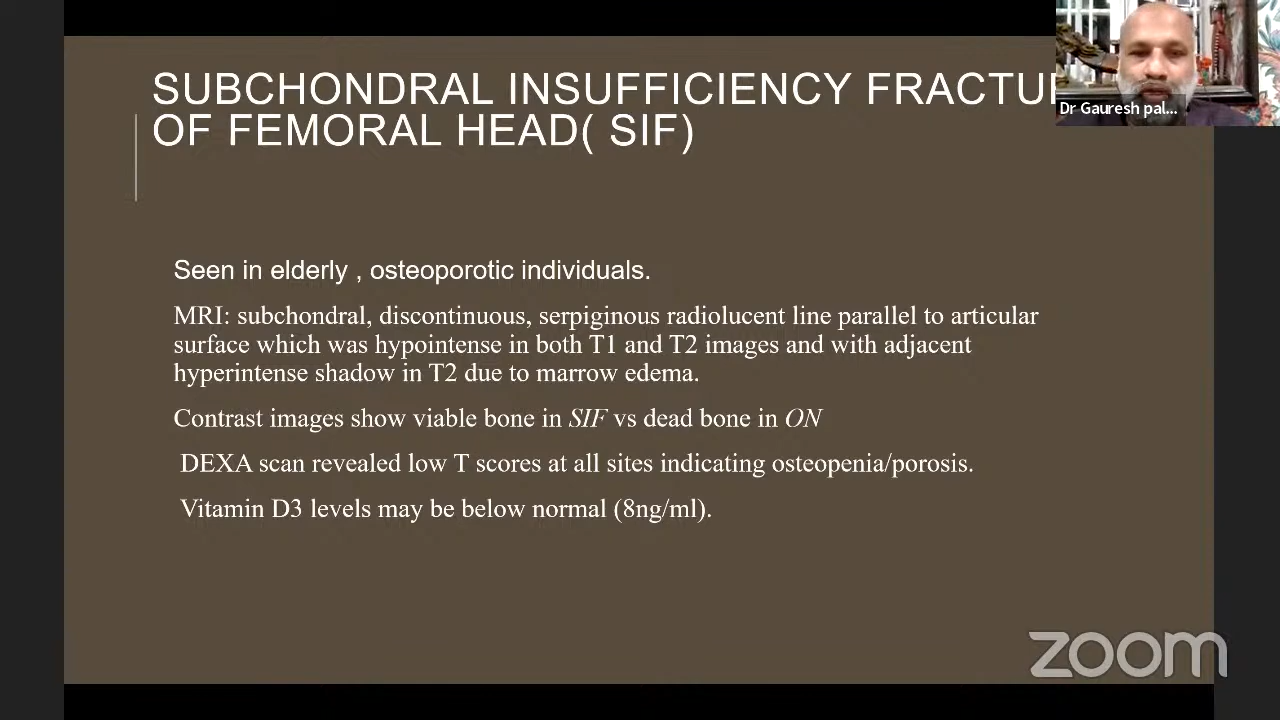 SUBCHONDRAL INSUFFICIENCY FRACTU
OF FEMORAL HEAD( SIF)
Dr Gauresh pal...
Seen in elderly , osteoporotic individuals.
MRI: subchondral, discontinuous, serpiginous radiolucent line parallel to articular
surface which was hypointense in both T1 and T2 images and with adjacent
hyperintense shadow in T2 due to marrow edema.
Contrast images show viable bone in SIF vs dead bone in ON
DEXA scan revealed low T scores at all sites indicating osteopenia/porosis.
Vitamin D3 levels may be below normal (8ng/ml).
zoom